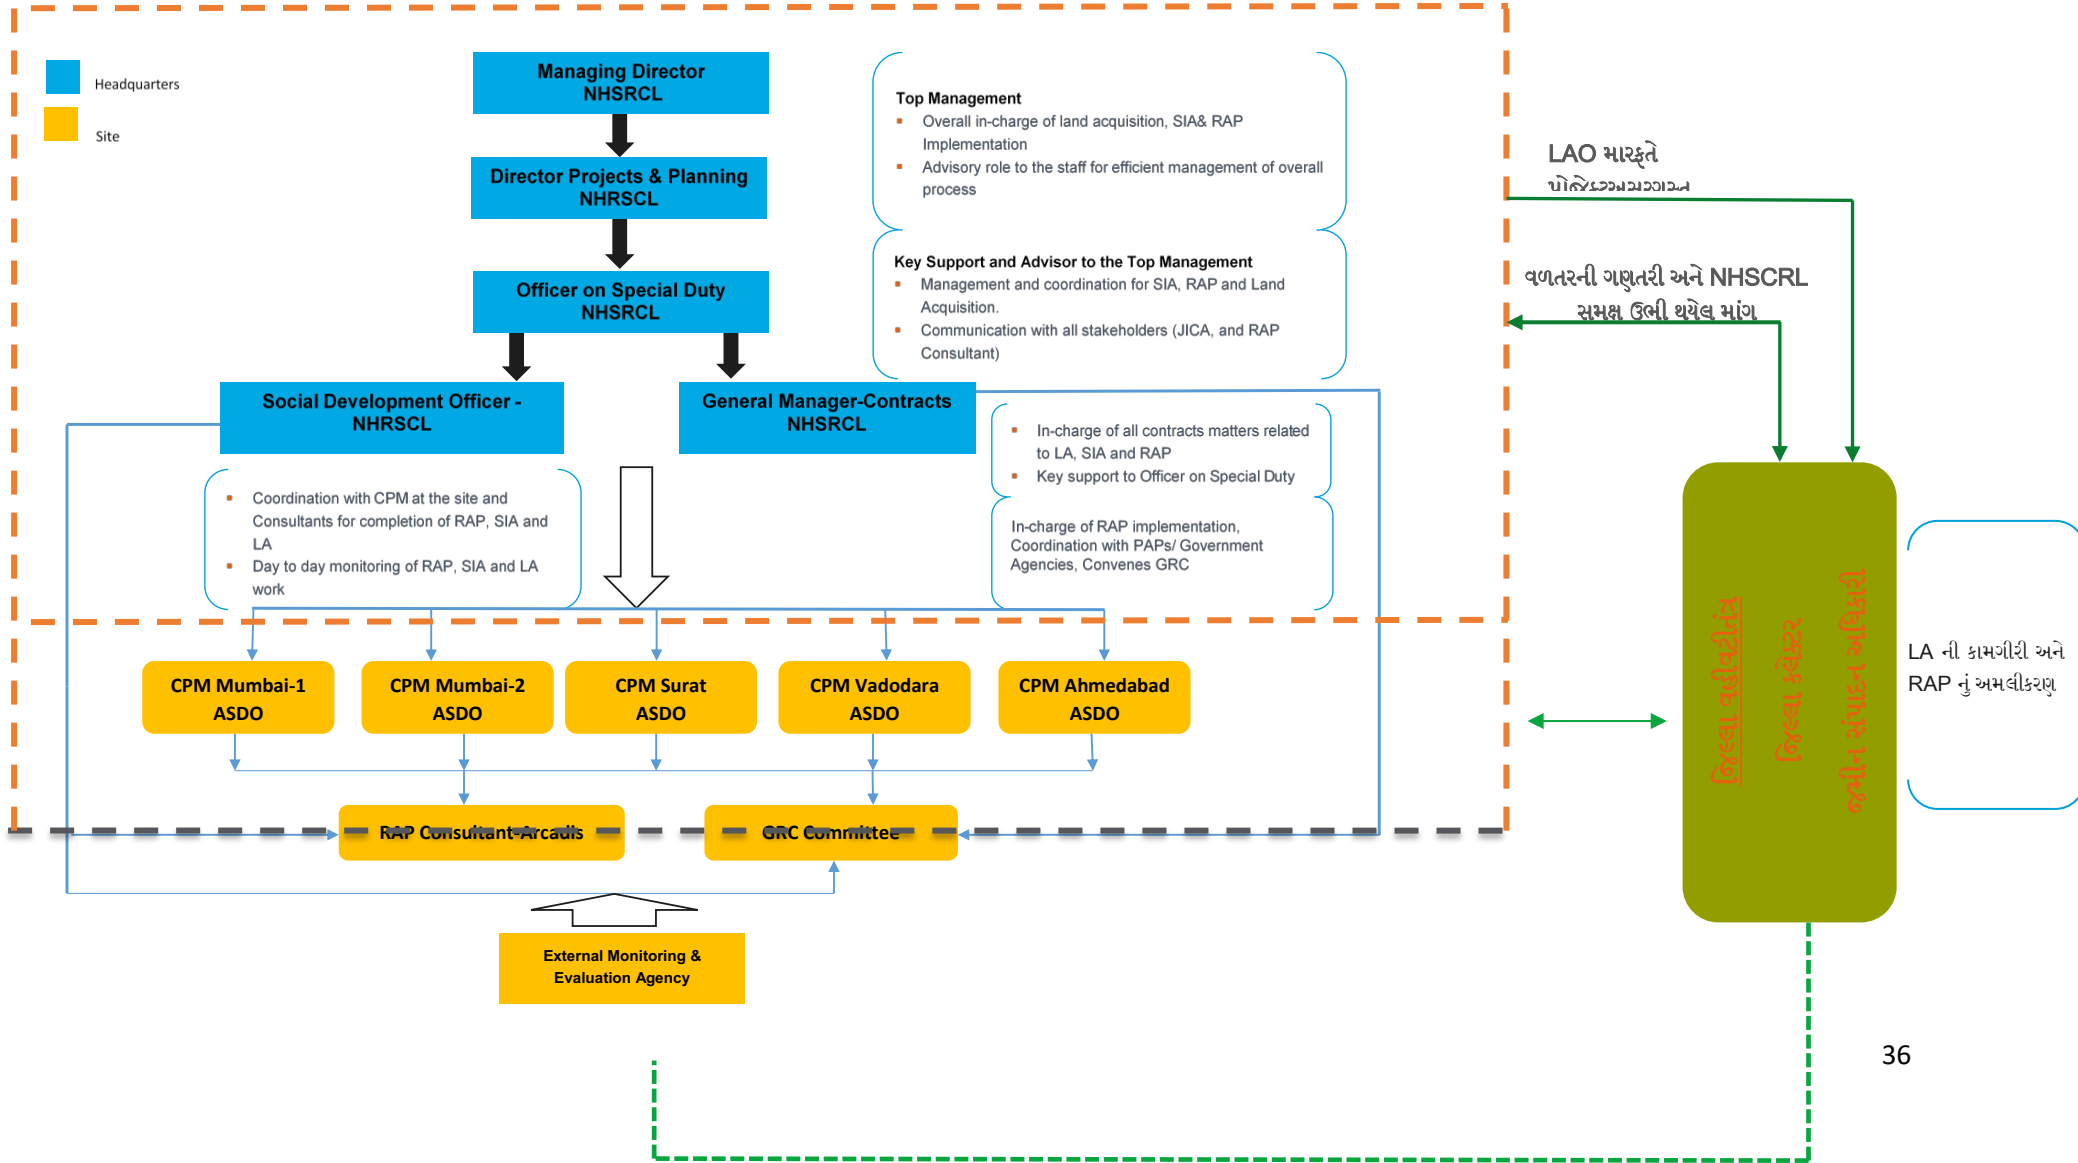 Headquarters
Site
Managing Director
NHSRCL
Director Projects & Planning
NHRSCL
Officer on Special Duty
NHSRCL
Social Development Officer -
NHRSCL
General Manager-Contracts
NHSRCL
Top Management
Overall in-charge of land acquisition, SIA& RAP
Implementation
Advisory role to the staff for efficient management of overall
process
Key Support and Advisor to the Top Management
Management and coordination for SIA, RAP and Land
Acquisition.
Communication with all stakeholders (JICA, and RAP
Consultant)
In-charge of all contracts matters related
to LA, SIA and RAP
Key support to Officer on Special Duty
Coordination with CPM at the site and
Consultants for completion of RAP, SIA and
LA
Day to day monitoring of RAP, SIA and LA
work
In-charge of RAP implementation,
Coordination with PAPs/ Government
Agencies, Convenes GRC
CPM Mumbai-1
ASDO
CPM Mumbai-2
ASDO
CPM Surat
ASDO
CPM Vadodara
ASDO
CPM Ahmedabad
ASDO
RAP Consultant-Arcadis
GRC Committee
External Monitoring &
Evaluation Agency
LAO મારફતે
વળતરની ગણતરી અને NHSCRL
સમક્ષ ઉભી થયેલ માંગ
જિલ્લા વહીવટીતંત્ર
જિલ્લા કલેક્ટર
જમીન સંપાદન અધિકારી
LA ની કામગીરી અને
RAP નું અમલીકરણ
36